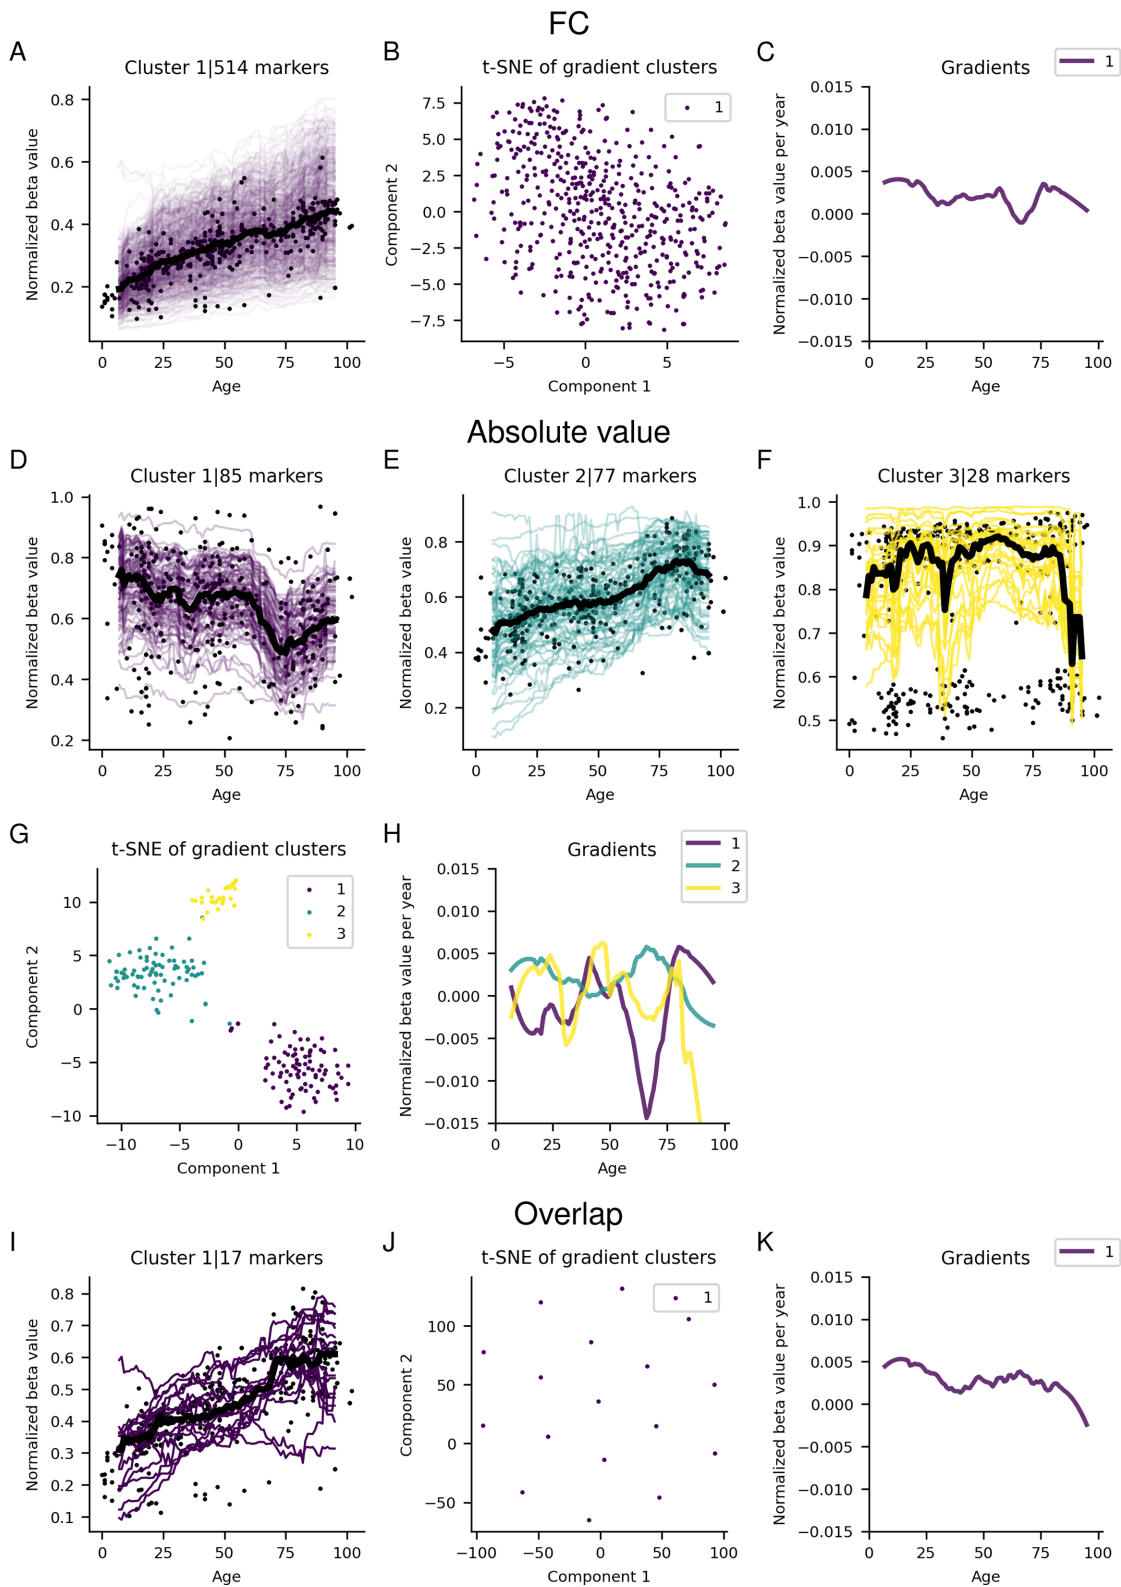 FC
A
Cluster 1|514 markers
Normalized beta value
0.8
0.6
0.4
0.2
0 25 50 75 100
Age
B
t-SNE of gradient clusters
1
Component 2
7.5
5.0
2.5
0.0
−2.5
−5.0
−7.5
−5 0 5
Component 1
C
Gradients
1
Normalized beta value per year
0.015
0.010
0.005
0.000
−0.005
−0.010
−0.015
0 25 50 75 100
Age
Absolute value
D
Cluster 1|85 markers
Normalized beta value
1.0
0.8
0.6
0.4
0.2
0 25 50 75 100
Age
E
Cluster 2|77 markers
Normalized beta value
0.8
0.6
0.4
0.2
0 25 50 75 100
Age
F
Cluster 3|28 markers
Normalized beta value
1.0
0.9
0.8
0.7
0.6
0.5
0 25 50 75 100
Age
G
t-SNE of gradient clusters
1
2
3
Component 2
10
5
0
−5
−10
−10 −5 0 5 10
Component 1
H
Gradients
1
2
3
Normalized beta value per year
0.015
0.010
0.005
0.000
−0.005
−0.010
−0.015
0 25 50 75 100
Age
Overlap
I
Cluster 1|17 markers
Normalized beta value
0.8
0.7
0.6
0.5
0.4
0.3
0.2
0.1
0 25 50 75 100
Age
J
t-SNE of gradient clusters
1
Component 2
100
50
0
−50
−100 −50 0 50 100
Component 1
K
Gradients
1
Normalized beta value per year
0.015
0.010
0.005
0.000
−0.005
−0.010
−0.015
0 25 50 75 100
Age